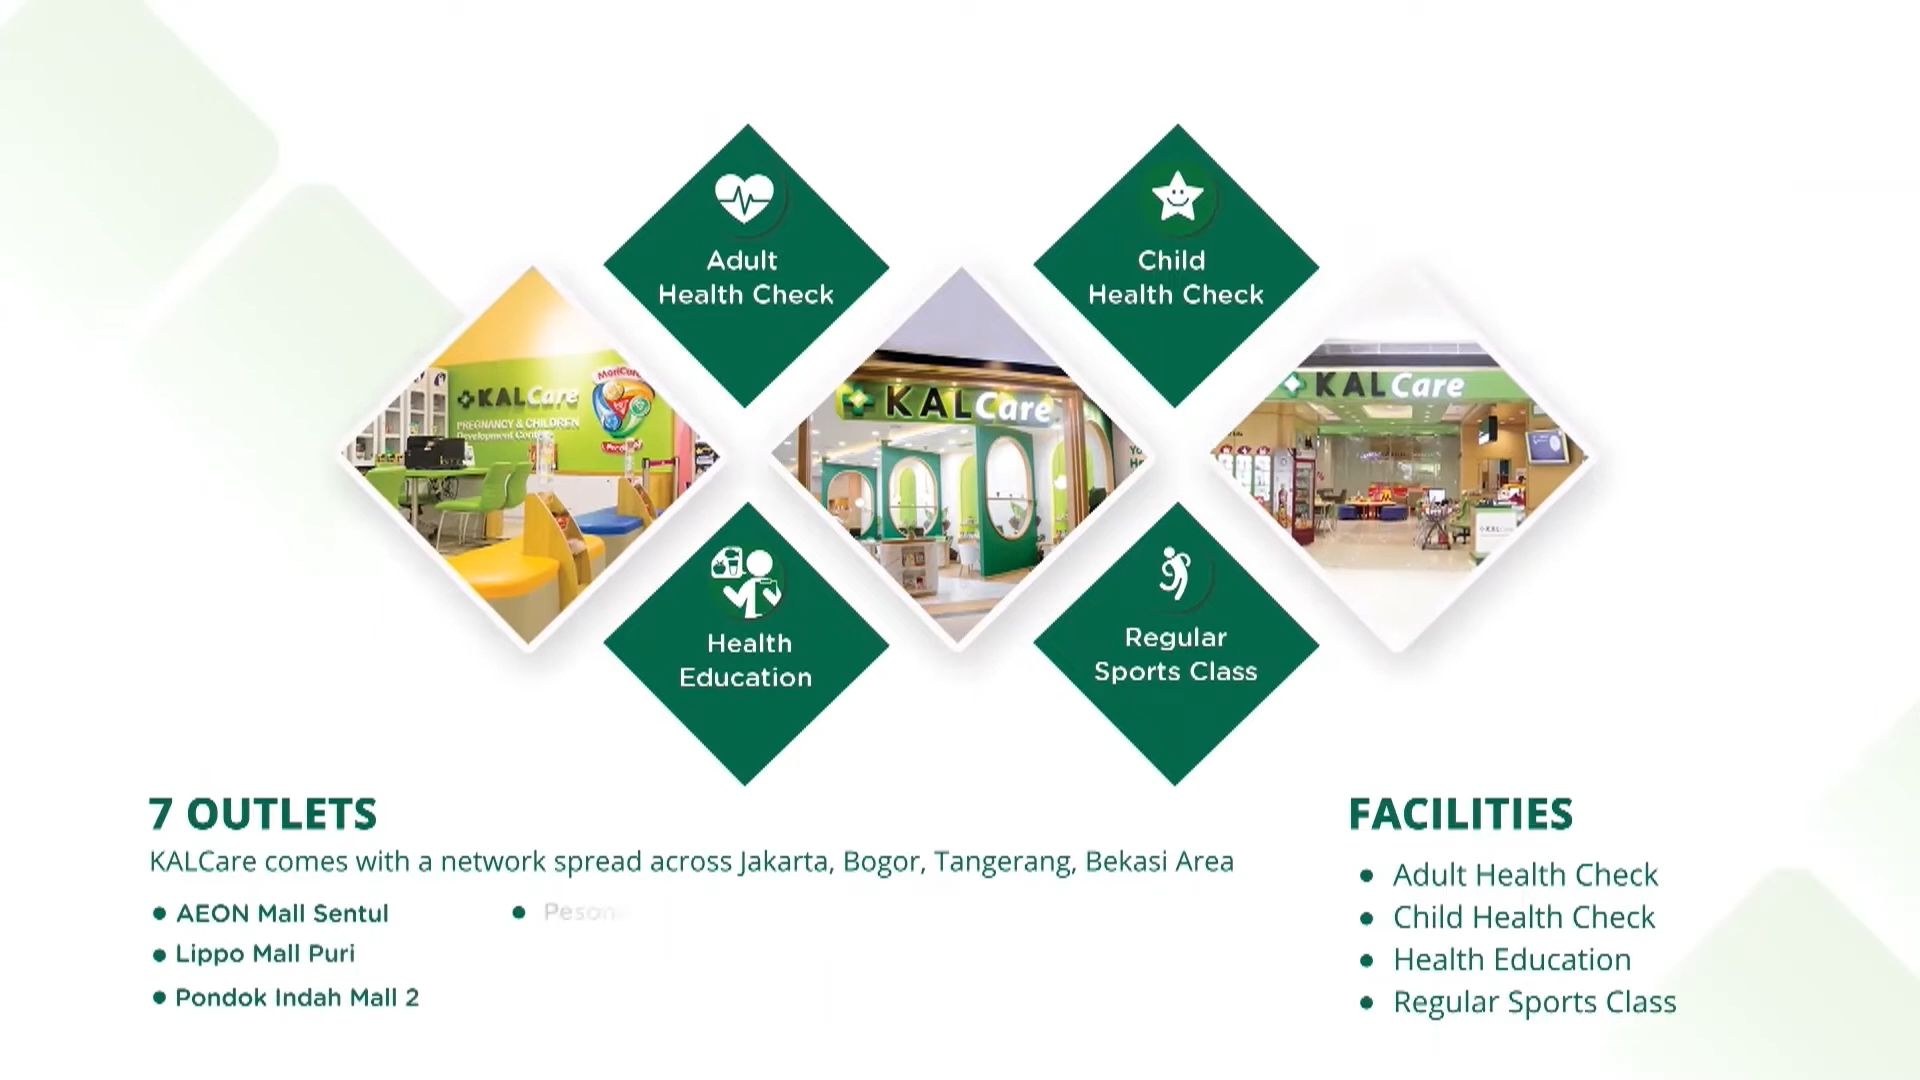 Adult
Health Check
Child
Health Check
KALCare
PREGNANCY & CHILDREN
Development
KALCare
KALCare
Health
Education
Regular
Sports Class
7 OUTLETS
KALCare comes with a network spread across Jakarta, Bogor, Tangerang, Bekasi Area
• AEON Mall Sentul
• Lippo Mall Puri
• Pondok Indah Mall 2
FACILITIES
• Adult Health Check
• Child Health Check
• Health Education
• Regular Sports Class